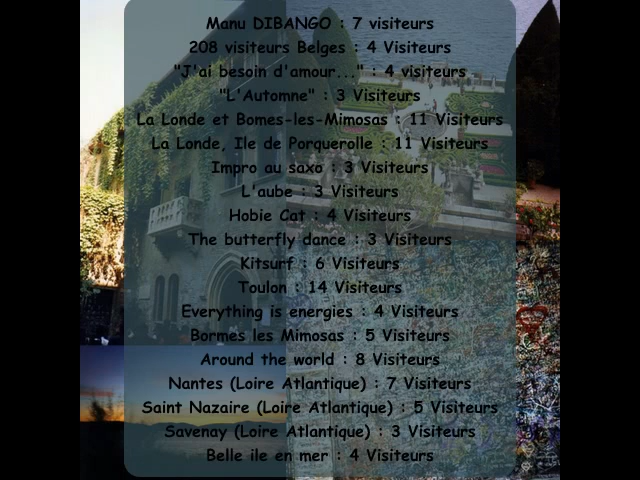 Manu DIBANGO : 7 visiteurs
208 visiteurs Belges : 4 Visiteurs
"J'ai besoin d'amour..." : 4 visiteurs
"L'Automne" : 3 Visiteurs
La Londe et Bomes-les-Mimosas : 11 Visiteurs
La Londe, Ile de Porquerolle : 11 Visiteurs
Impro au saxo : 3 Visiteurs
L'aube : 3 Visiteurs
Hobie Cat : 4 Visiteurs
The butterfly dance : 3 Visiteurs
Kitsurf : 6 Visiteurs
Toulon : 14 Visiteurs
Everything is energies : 4 Visiteurs
Bormes les Mimosas : 5 Visiteurs
Around the world : 8 Visiteurs
Nantes (Loire Atlantique) : 7 Visiteurs
Saint Nazaire (Loire Atlantique) : 5 Visiteurs
Savenay (Loire Atlantique) : 3 Visiteurs
Belle ile en mer : 4 Visiteurs